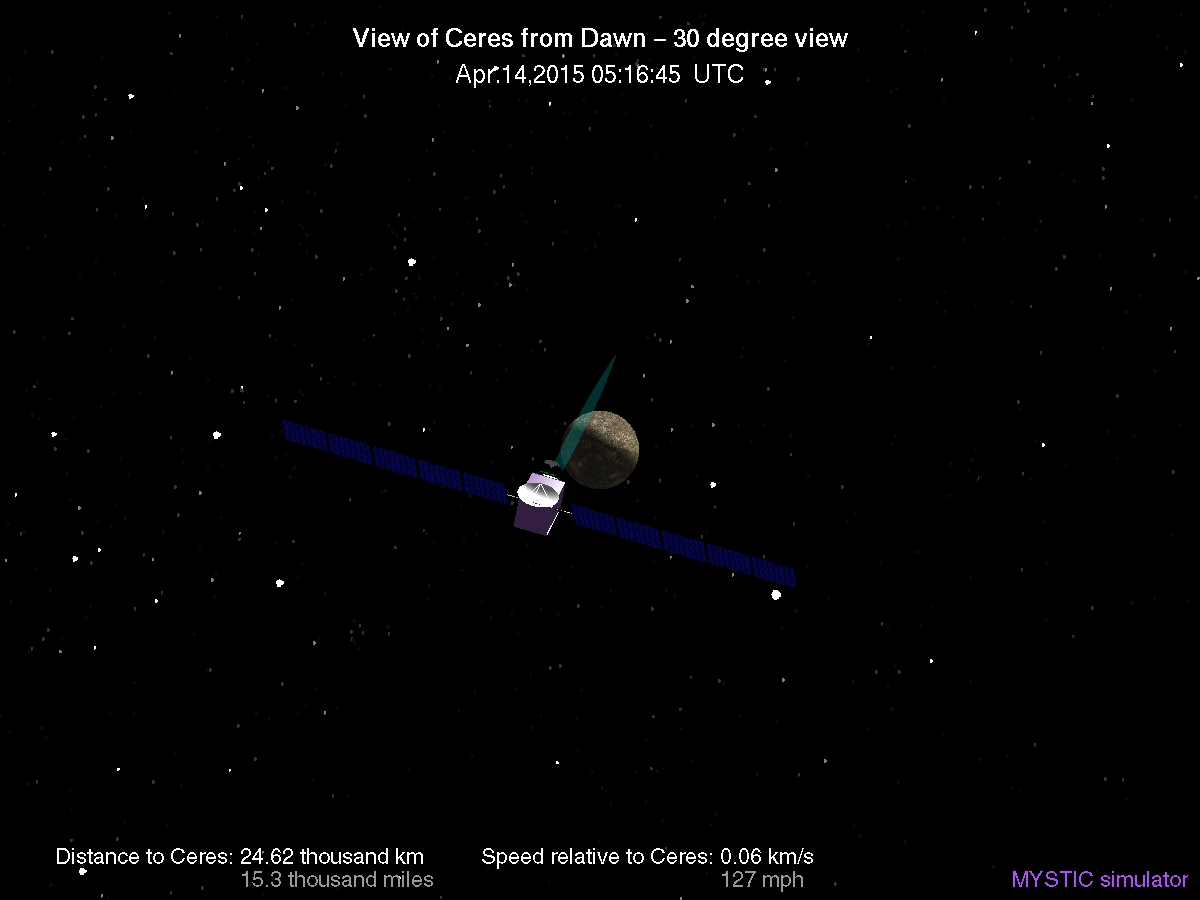 View of Ceres from Dawn – 30 degree view
Apr.14,2015 05:16:45 UTC
Distance to Ceres: 24.62 thousand km
15.3 thousand miles
Speed relative to Ceres: 0.06 km/s
127 mph
MYSTIC simulator